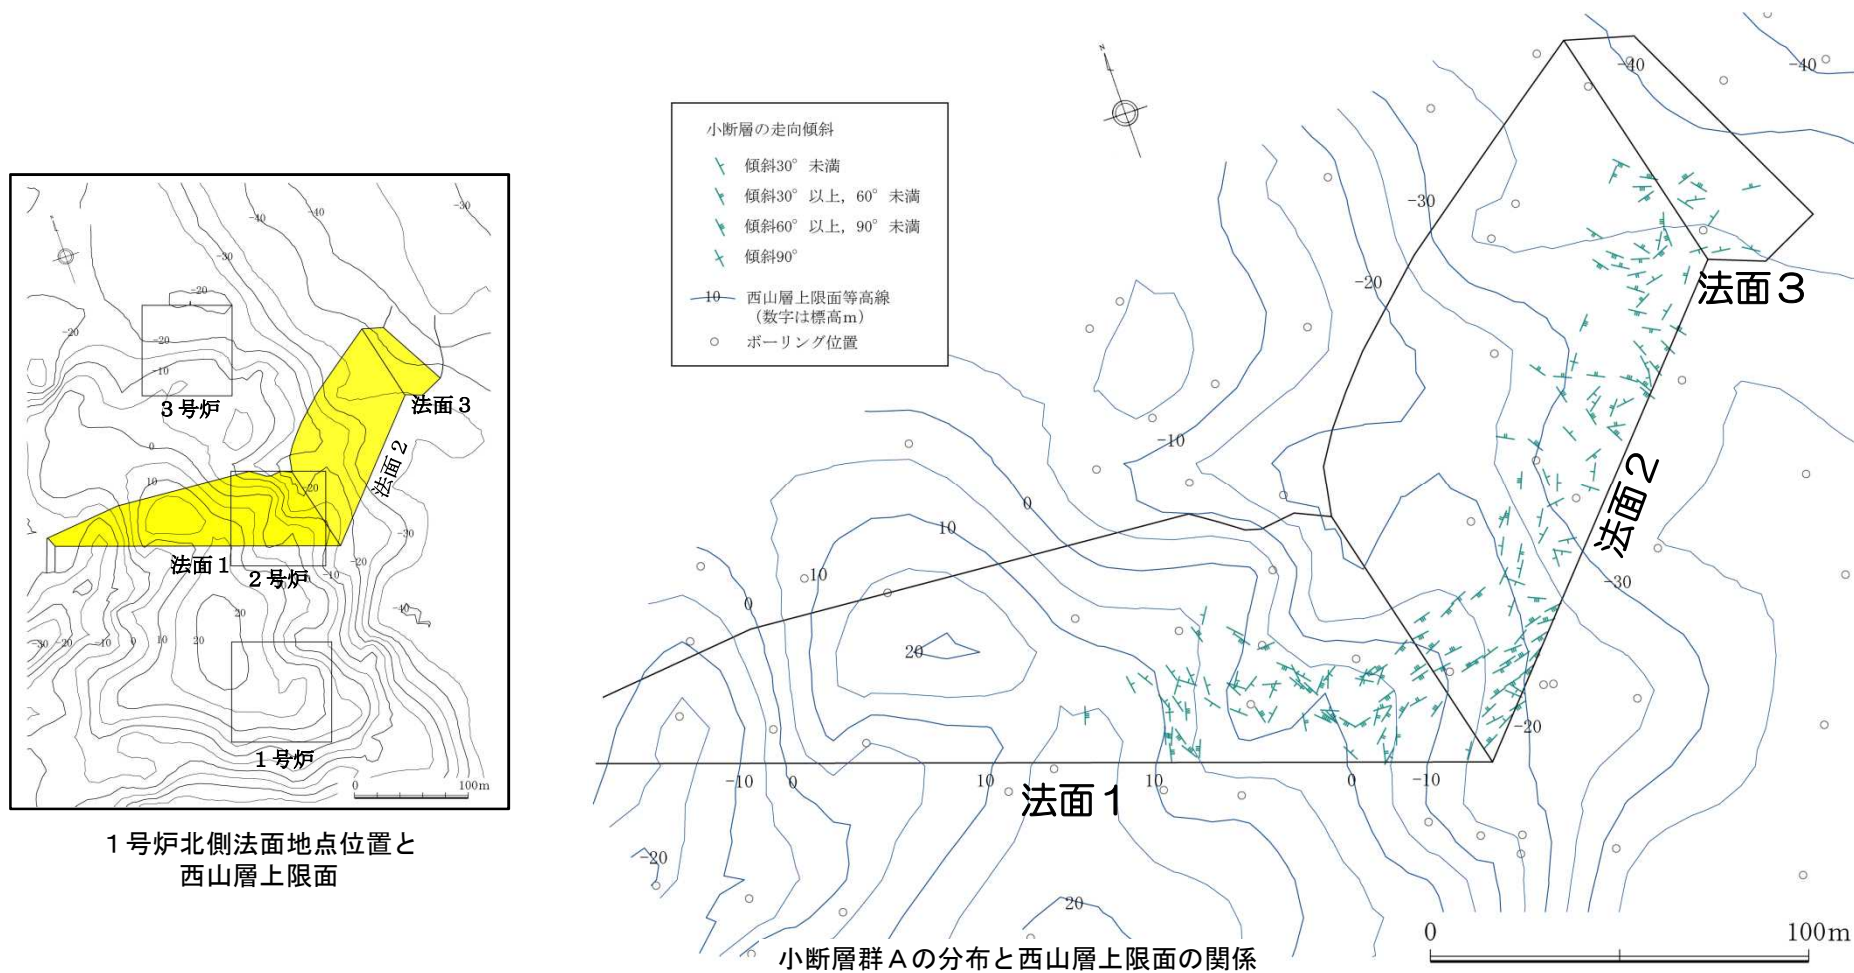 -40
-40
-30
-30
-20
-20
-20
-10
3号炉
法面3
0
10
-20
法面2
-30
法面1
2号炉
-10
-20
20
-40
-30
-20
-10
0
10
20
1号炉
0
100m
1号炉北側法面地点位置と
西山層上限面
N
小断層の走向傾斜
傾斜30°未満
傾斜30°以上，60°未満
傾斜60°以上，90°未満
傾斜90°
10
西山層上限面等高線
（数字は標高m）
ボーリング位置
-40
-40
-30
-20
法面3
-10
0
10
10
0
20
法面2
-30
-20
-10
0
10
10
0
-10
法面1
-20
20
0
100m
小断層群Aの分布と西山層上限面の関係